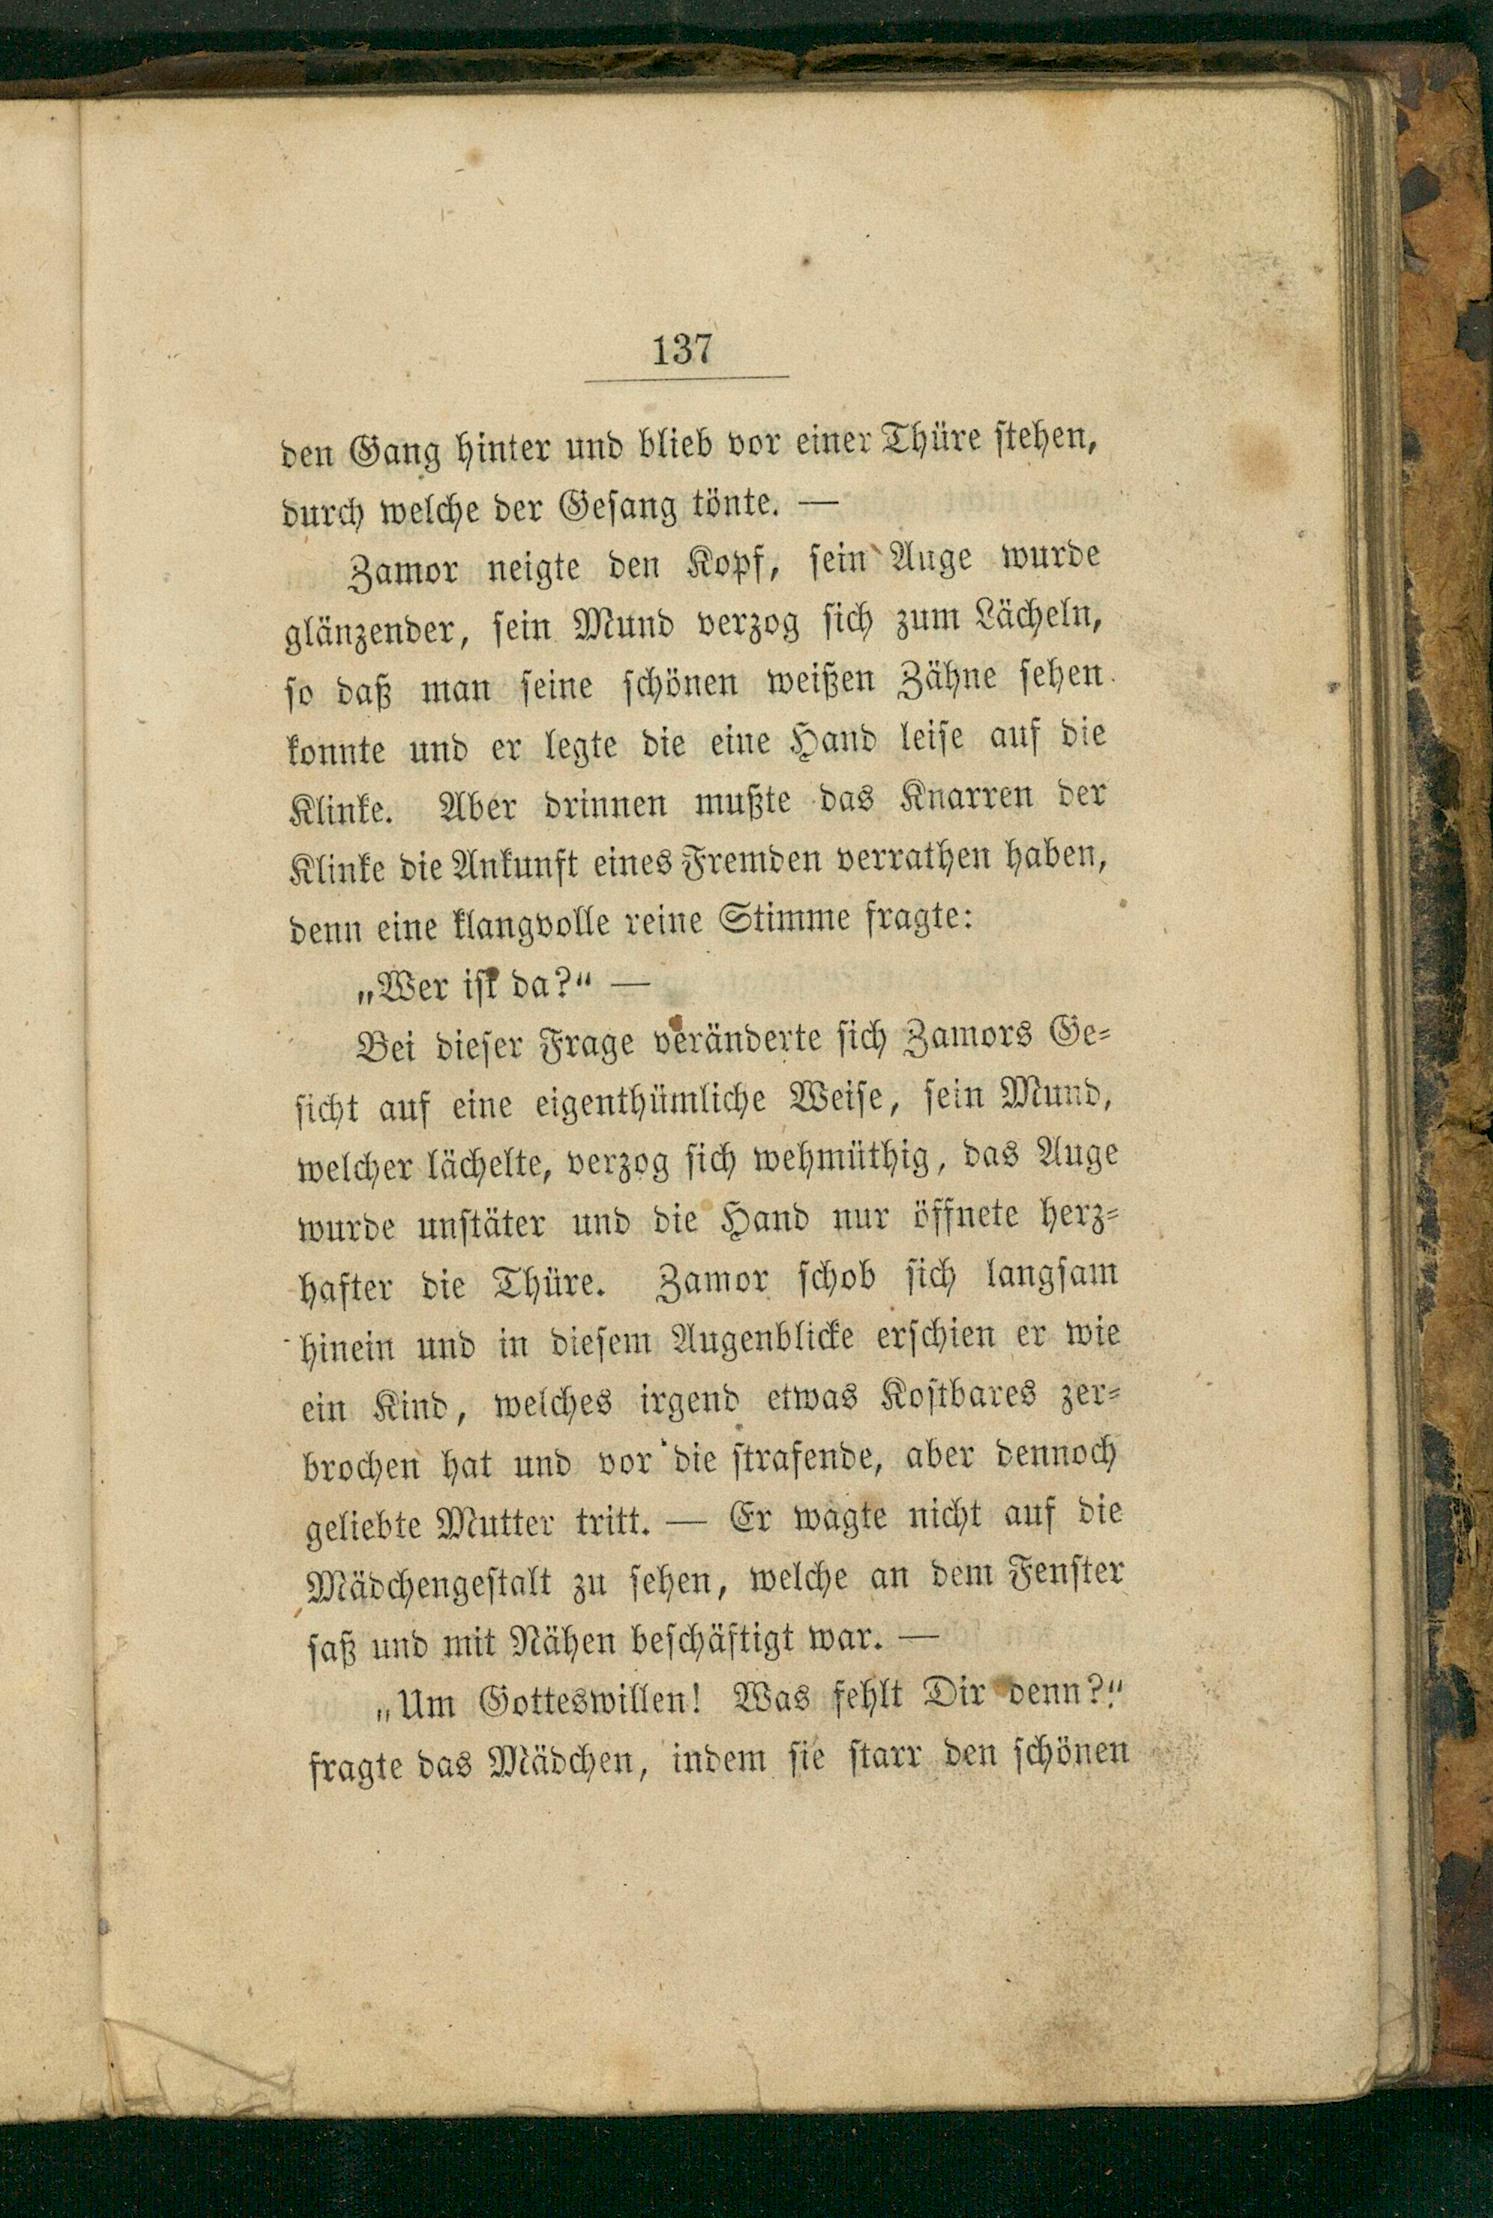 137
den Gang hinter und blieb vor einer Thüre stehen,
durch welche der Gesang tönte. —
Zamor neigte den Kopf, sein Auge wurde
glänzender, sein Mund verzog sich zum Lächeln,
so daß man seine schönen weißen Zähne sehen
konnte und er legte die eine Hand leise auf die
Klinke. Aber drinnen mußte das Knarren der
Klinke die Ankunft eines Fremden verrathen haben,
denn eine klangvolle reine Stimme fragte:
„Wer ist da?“ —
Bei dieser Frage veränderte sich Zamors Ge-
sicht auf eine eigenthümliche Weise, sein Mund,
welcher lächelte, verzog sich wehmüthig, das Auge
wurde unstäter und die Hand nur öffnete herz-
hafter die Thüre. Zamor schob sich langsam
hinein und in diesem Augenblicke erschien er wie
ein Kind, welches irgend etwas Kostbares zer-
brochen hat und vor die strafende, aber dennoch
geliebte Mutter tritt. — Er wagte nicht auf die
Mädchengestalt zu sehen, welche an dem Fenster
saß und mit Nähen beschäftigt war. —
„Um Gotteswillen! Was fehlt Dir denn?“
fragte das Mädchen, indem sie starr den schönen